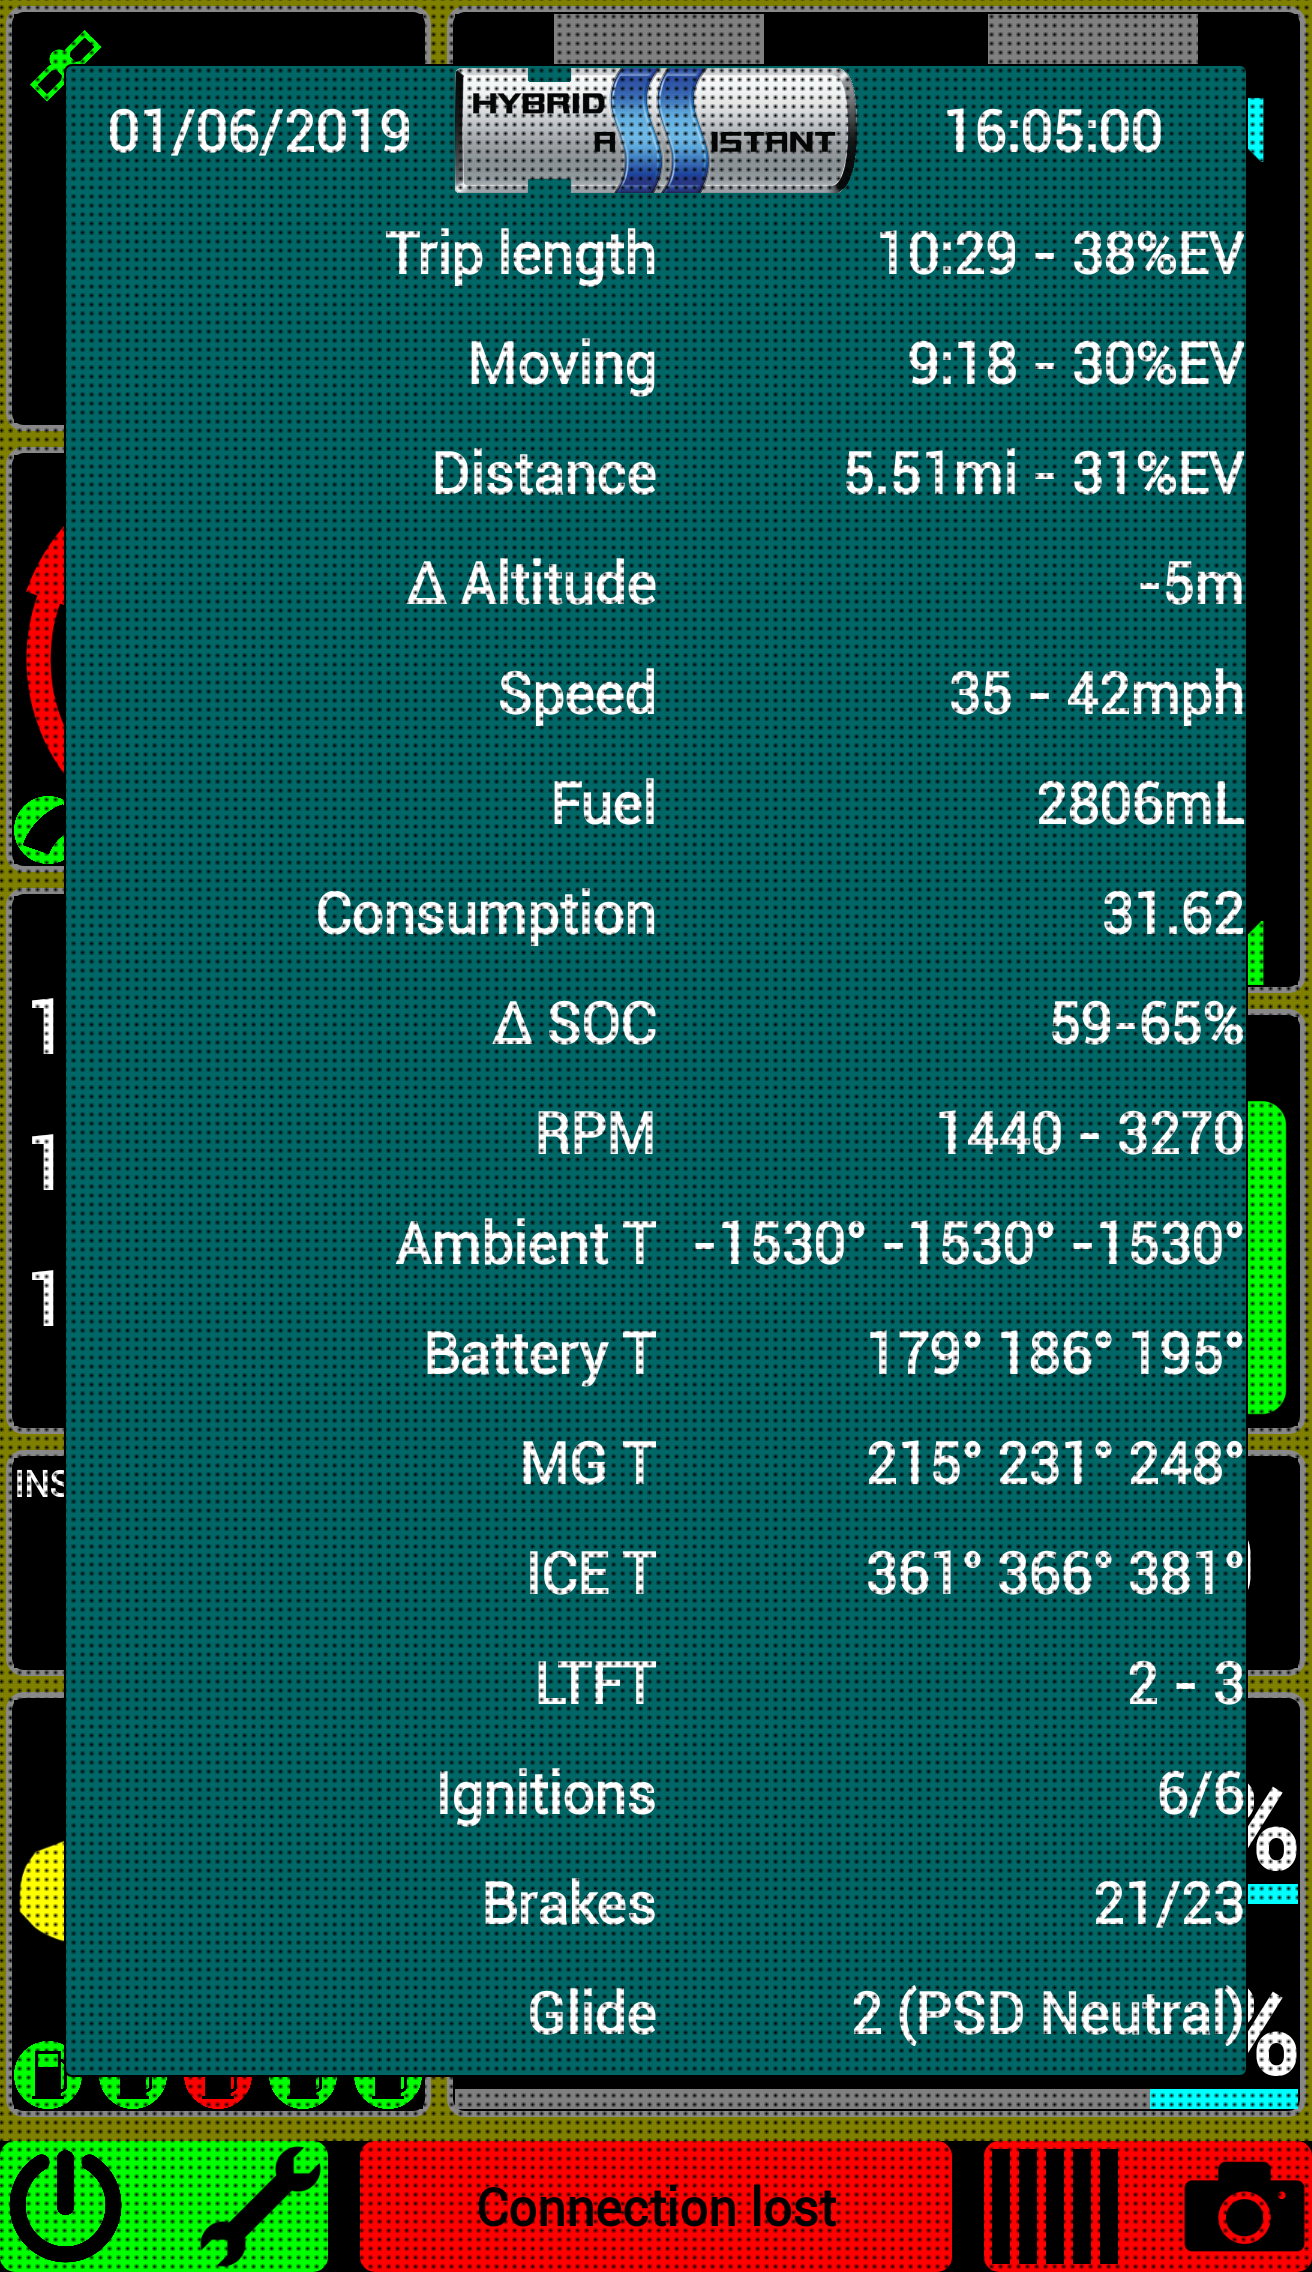 01/06/2019 HYBRID A ISTANT 16:05:00
Trip length 10:29 - 38%EV
Moving 9:18 - 30%EV
Distance 5.51mi - 31%EV
Δ Altitude -5m
Speed 35 - 42mph
Fuel 2806mL
Consumption 31.62
Δ SOC 59-65%
1
RPM 1440 - 3270
1
Ambient T -1530° -1530° -1530°
1
Battery T 179° 186° 195°
MG T 215° 231° 248°
INS
ICE T 361° 366° 381°
LTFT 2 - 3
Ignitions 6/6
%
Brakes 21/23
Glide 2 (PSD Neutral)
%
Connection lost